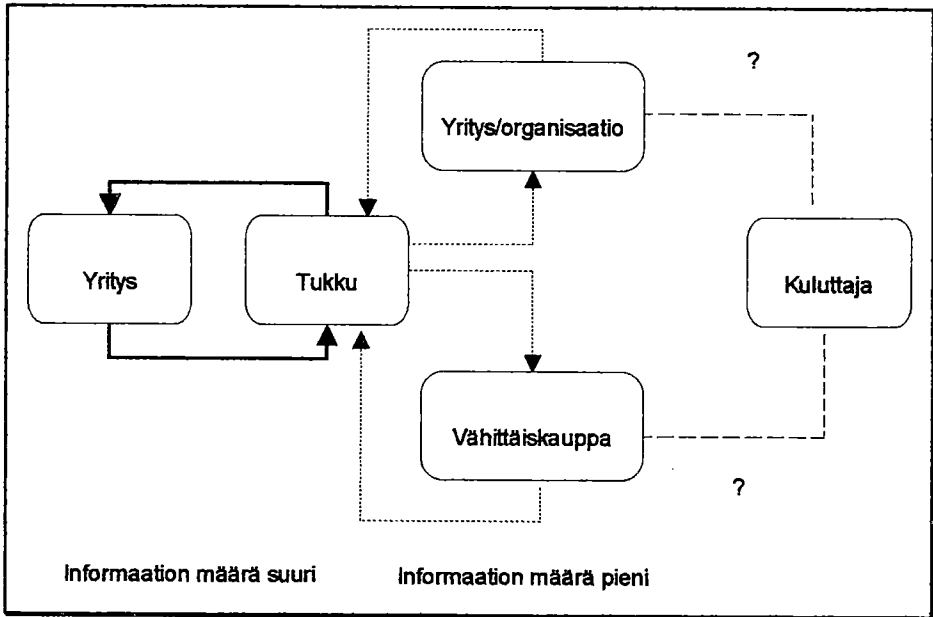 ?
Yritys/organisaatio
Yritys
Tukku
Kuluttaja
Vähittäiskauppa
?
Informaation määrä suuri
Informaation määrä pieni